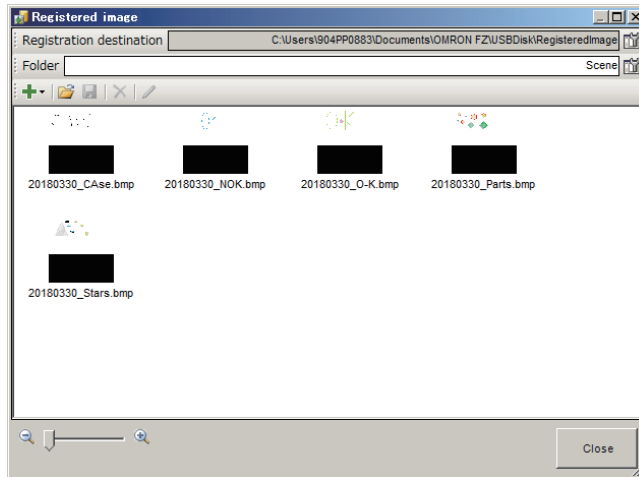 Registered image
Registration destination C:\Users\904PP0883\Documents\OMRON FZ\USBDisk\RegisteredImage
Folder Scene
20180330_CAse.bmp 20180330_NOK.bmp 20180330_O-K.bmp 20180330_Parts.bmp
20180330_Stars.bmp
Close